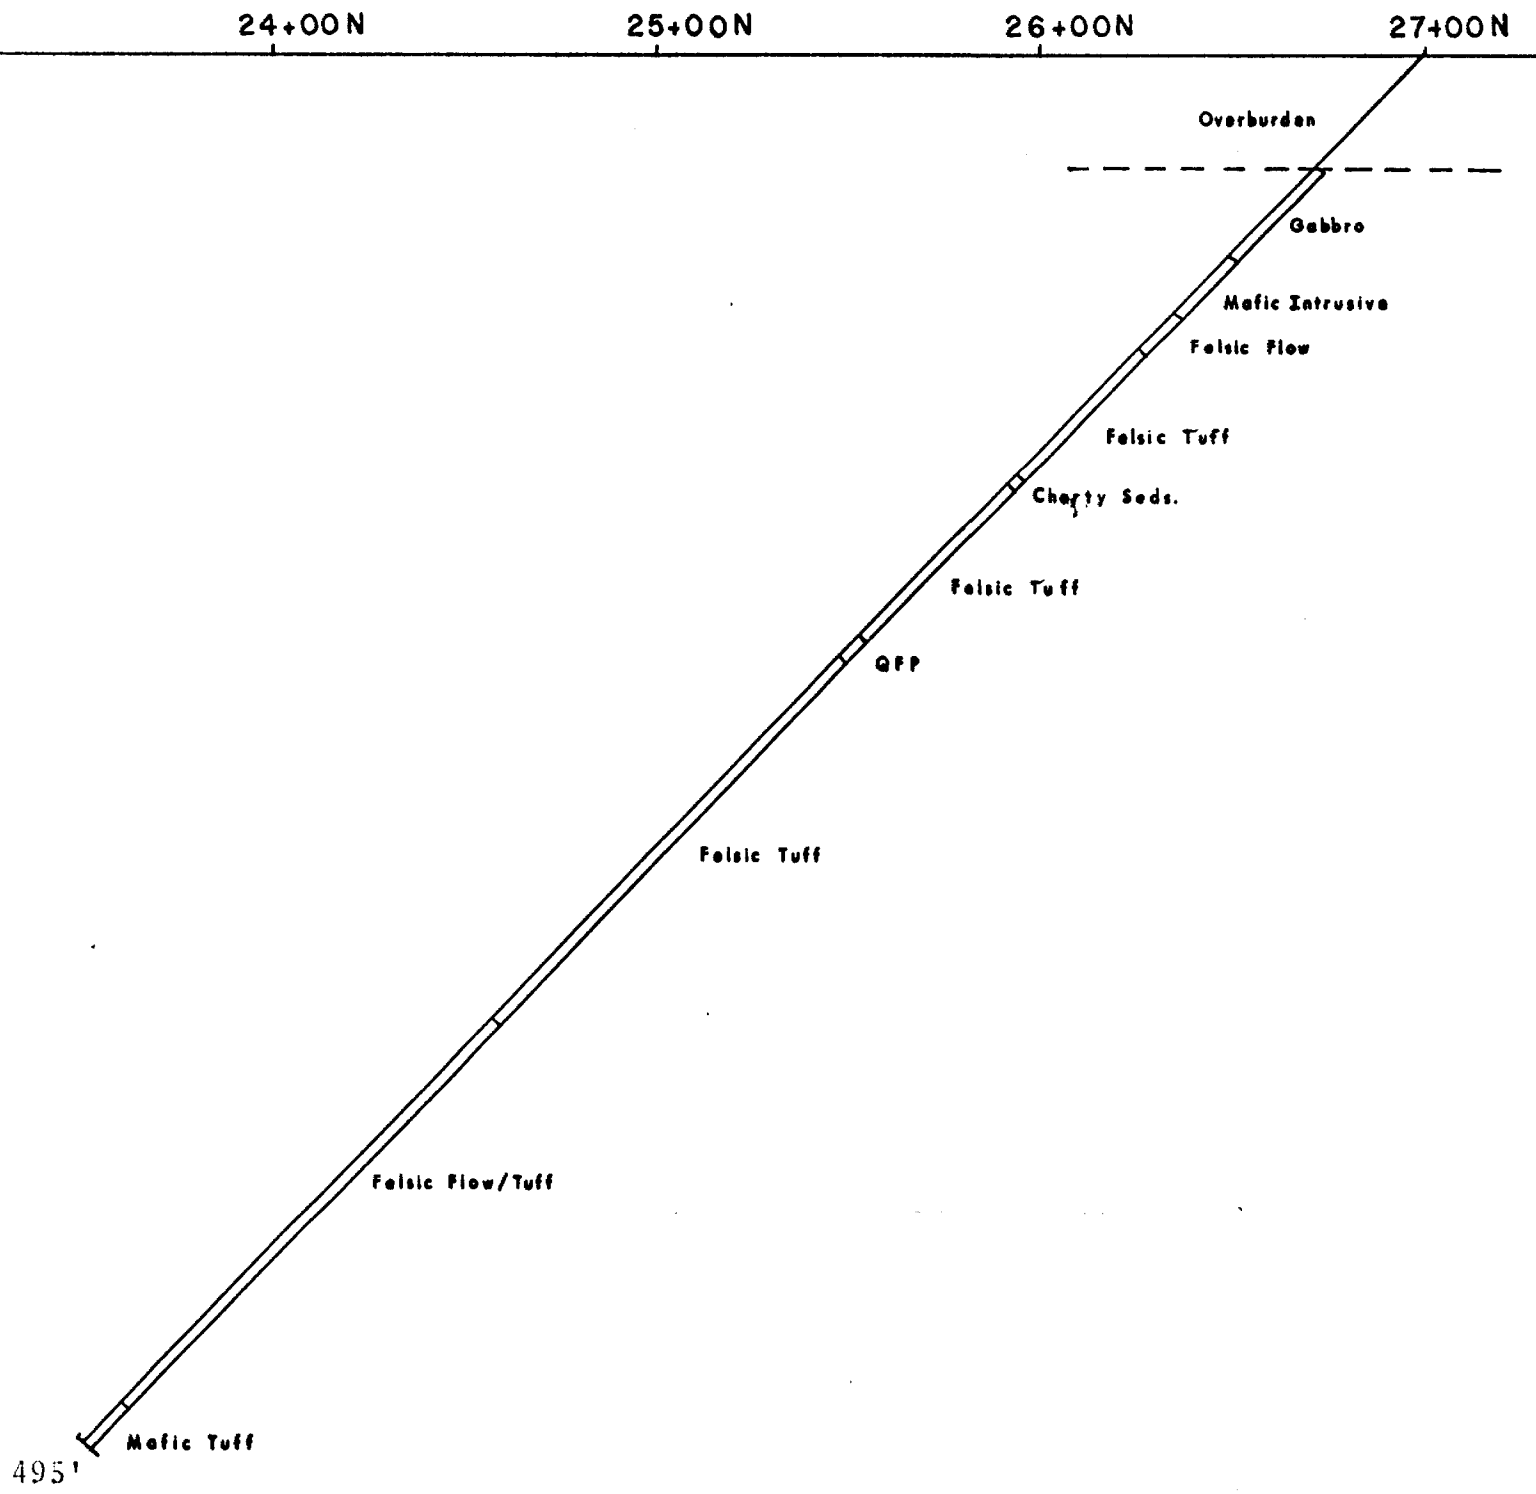 24+00N 25+00N 26+00N 27+00N
Overburden
Gabbro
Mafic Intrusive
Felsic Flow
Felsic Tuff
Cherty Seds.
Felsic Tuff
QFP
Felsic Tuff
Felsic Flow/Tuff
Mafic Tuff
495'